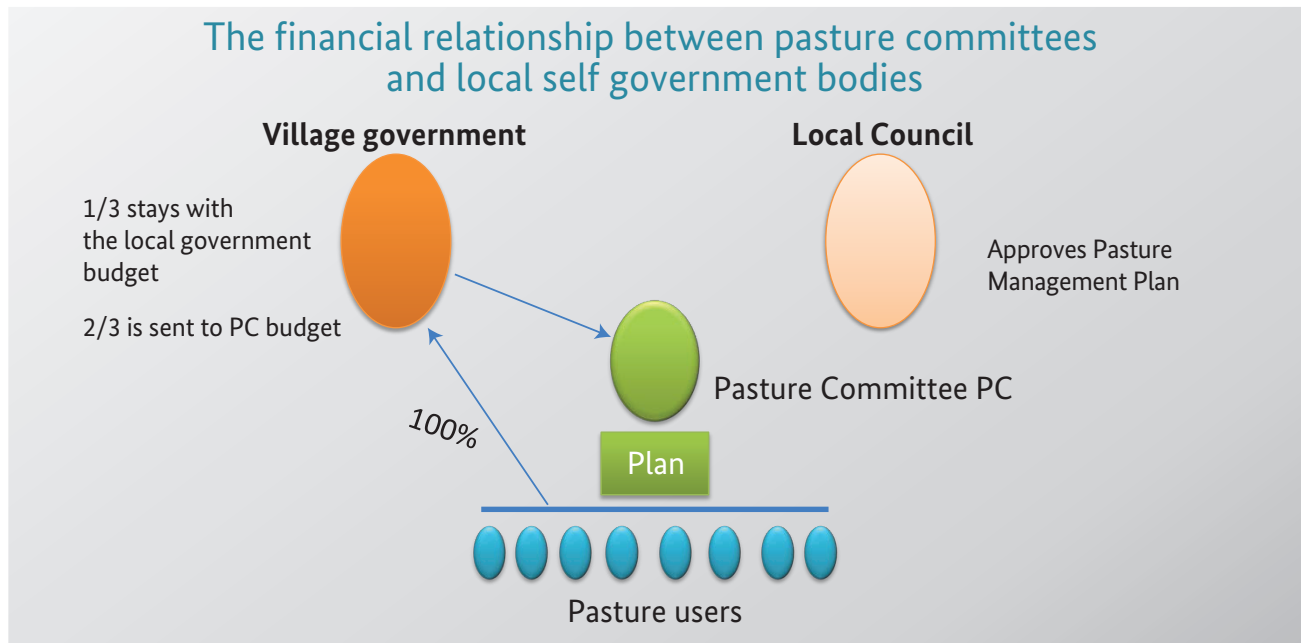 The financial relationship between pasture committees
and local self government bodies
Village government
Local Council
1/3 stays with
the local government
budget
2/3 is sent to PC budget
Approves Pasture
Management Plan
Pasture Committee PC
100%
Plan
Pasture users